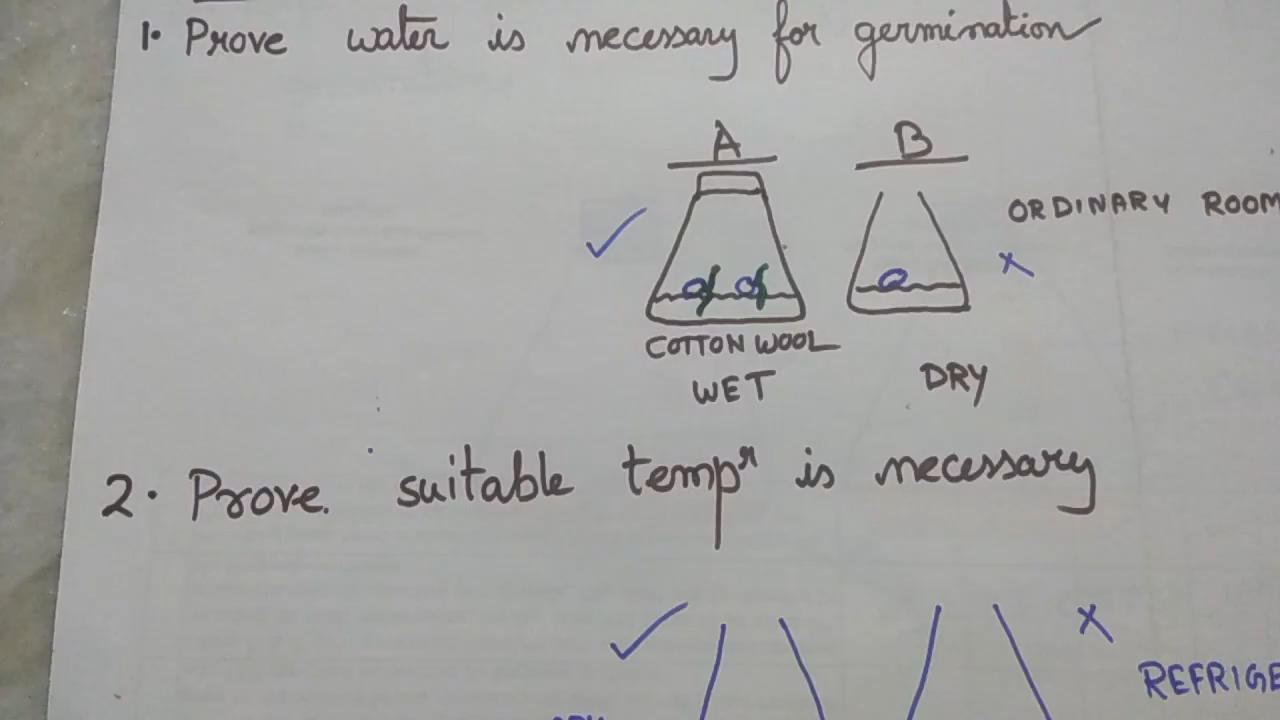 1. Prove water is necessary for germination
A B
ORDINARY ROOM
COTTON WOOL
WET DRY
2. Prove. suitable tempr is necessary